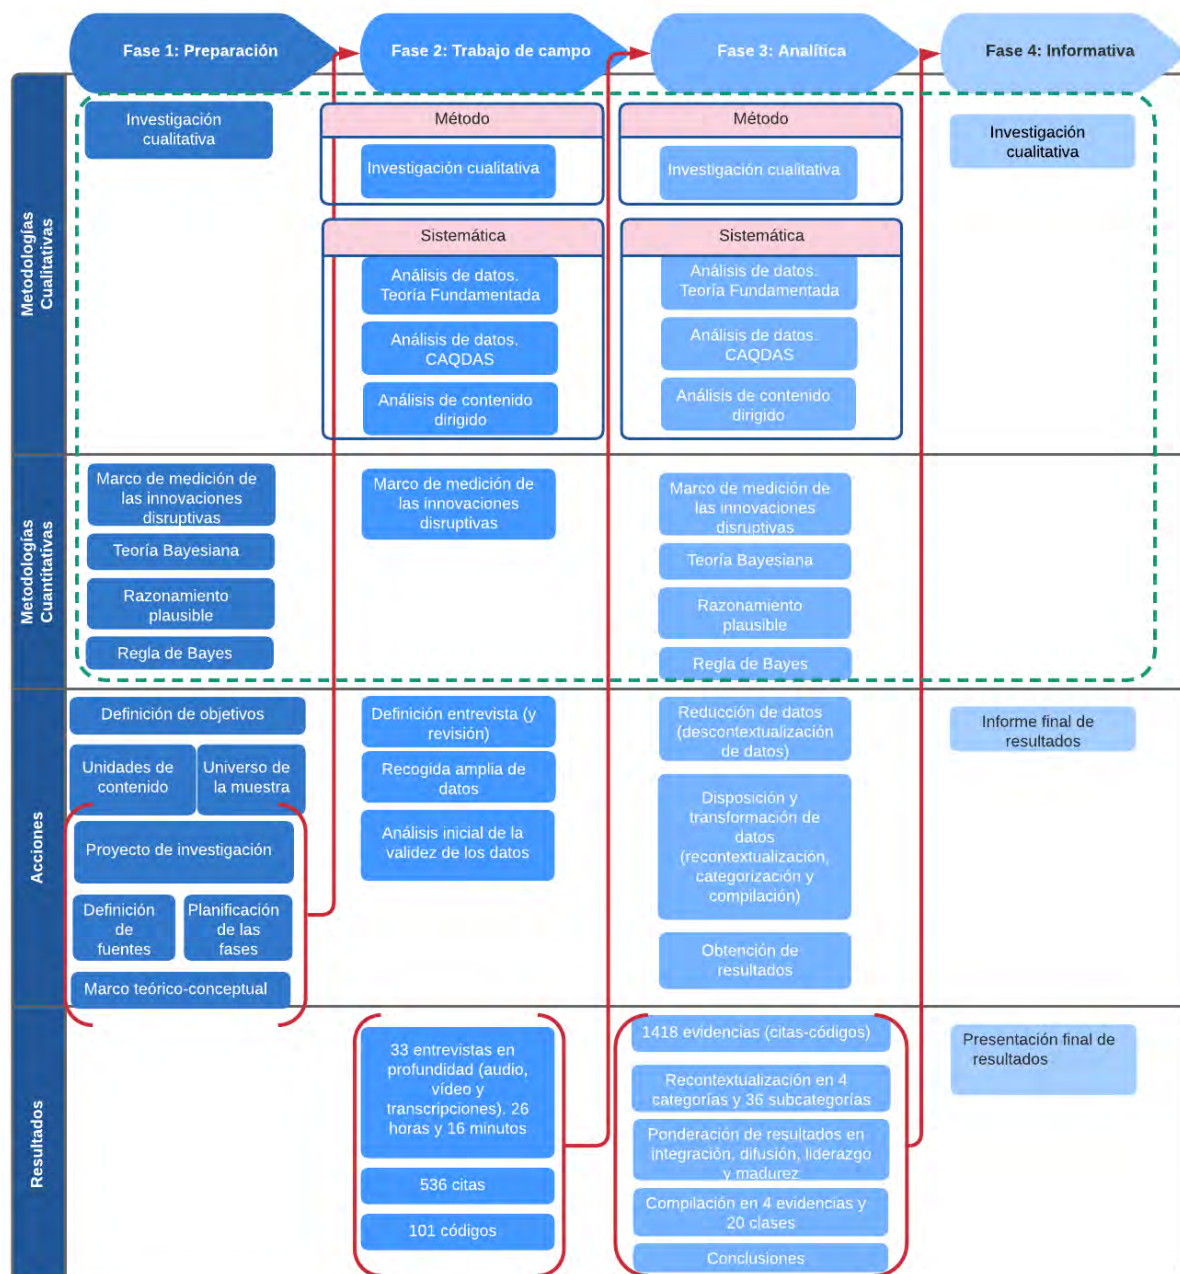 Fase 1: Preparación
Fase 2: Trabajo de campo
Fase 3: Analítica
Fase 4: Informativa
Metodologías
Cualitativas
Investigación
cualitativa
Método
Investigación cualitativa
Sistemática
Análisis de datos.
Teoría Fundamentada
Análisis de datos.
CAQDAS
Análisis de contenido
dirigido
Método
Investigación cualitativa
Sistemática
Análisis de datos.
Teoría Fundamentada
Análisis de datos.
CAQDAS
Análisis de contenido
dirigido
Investigación
cualitativa
Metodologías
Cuantitativas
Marco de medición de
las innovaciones
disruptivas
Teoría Bayesiana
Razonamiento
plausible
Regla de Bayes
Marco de medición de
las innovaciones
disruptivas
Marco de medición de
las innovaciones
disruptivas
Teoría Bayesiana
Razonamiento
plausible
Regla de Bayes
Acciones
Definición de objetivos
Unidades de
contenido
Universo de
la muestra
Proyecto de investigación
Definición
de
fuentes
Planificación
de las
fases
Marco teórico-conceptual
Definición entrevista (y
revisión)
Recogida amplia de
datos
Análisis inicial de la
validez de los datos
Reducción de datos
(descontextualización
de datos)
Disposición y
transformación de
datos
(recontextualización,
categorización y
compilación)
Obtención de
resultados
Informe final de
resultados
Resultados
33 entrevistas en
profundidad (audio,
vídeo y
transcripciones). 26
horas y 16 minutos
536 citas
101 códigos
1418 evidencias (citas-códigos)
Recontextualización en 4
categorías y 36 subcategorías
Ponderación de resultados en
integración, difusión, liderazgo
y madurez
Compilación en 4 evidencias y
20 clases
Conclusiones
Presentación final de
resultados